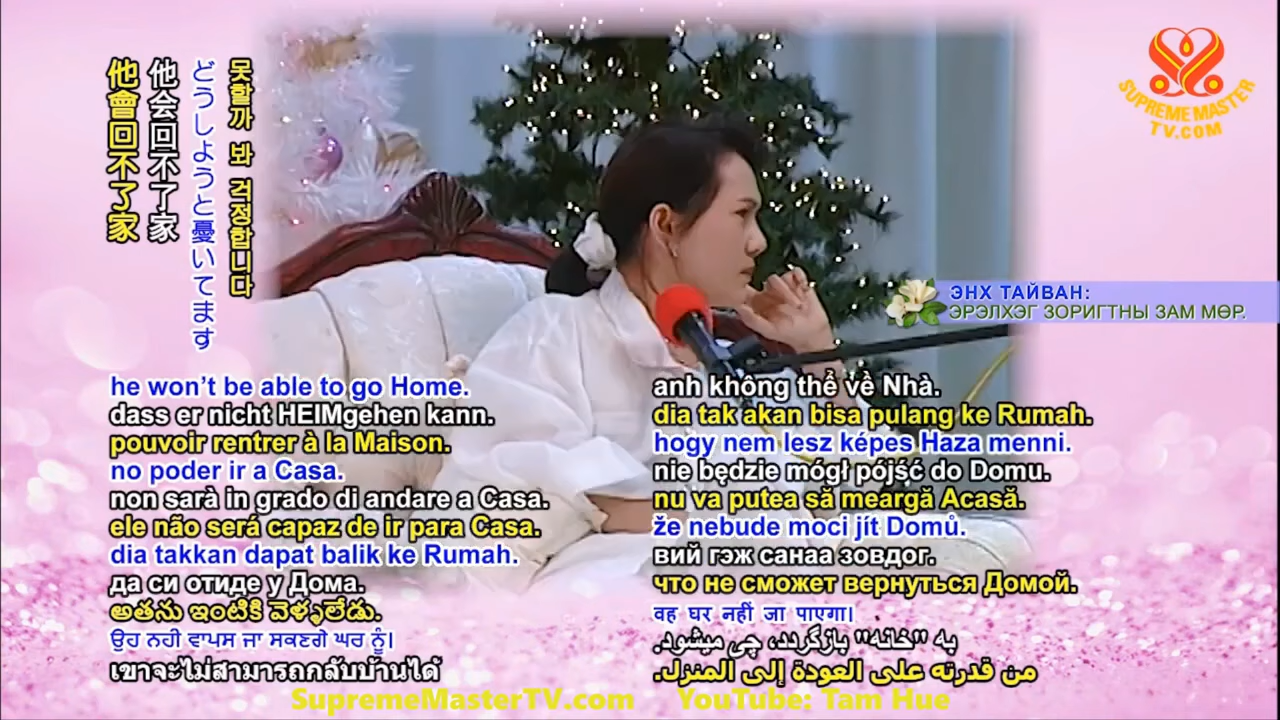 못할까 봐 걱정합니다
どうしようと憂いてます
他会回不了家
他會回不了家
SUPREME MASTER
TV.COM
ЭНХ ТАЙВАН:
ЭРЭЛХЭГ ЗОРИГТНЫ ЗАМ МӨР.
he won’t be able to go Home.
dass er nicht HEIMgehen kann.
pouvoir rentrer à la Maison.
no poder ir a Casa.
non sarà in grado di andare a Casa.
ele não será capaz de ir para Casa.
dia takkan dapat balik ke Rumah.
да си отиде у Дома.
అతను ఇంటికి వెళ్ళలేడు.
ਉਹ ਨਹੀ ਵਾਪਸ ਜਾ ਸਕਣਗੇ ਘਰ ਨੂੰ।
เขาจะไม่สามารถกลับบ้านได้
anh không thể về Nhà.
dia tak akan bisa pulang ke Rumah.
hogy nem lesz képes Haza menni.
nie będzie mógł pójść do Domu.
nu va putea să meargă Acasă.
že nebude moci jít Domů.
вий гэж санаа зовдог.
что не сможет вернуться Домой.
वह घर नहीं जा पाएगा।
به "خانه" بازگردد، چی میشود.
من قدرته على العودة إلى المنزل.
SupremeMasterTV.com YouTube: Tam Hue